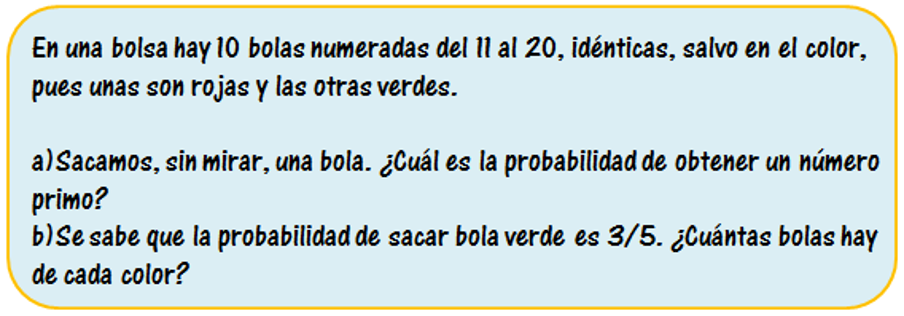 En una bolsa hay 10 bolas numeradas del 11 al 20, idénticas, salvo en el color,
pues unas son rojas y las otras verdes.
a) Sacamos, sin mirar, una bola. ¿Cuál es la probabilidad de obtener un número
primo?
b) Se sabe que la probabilidad de sacar bola verde es 3/5. ¿Cuántas bolas hay
de cada color?